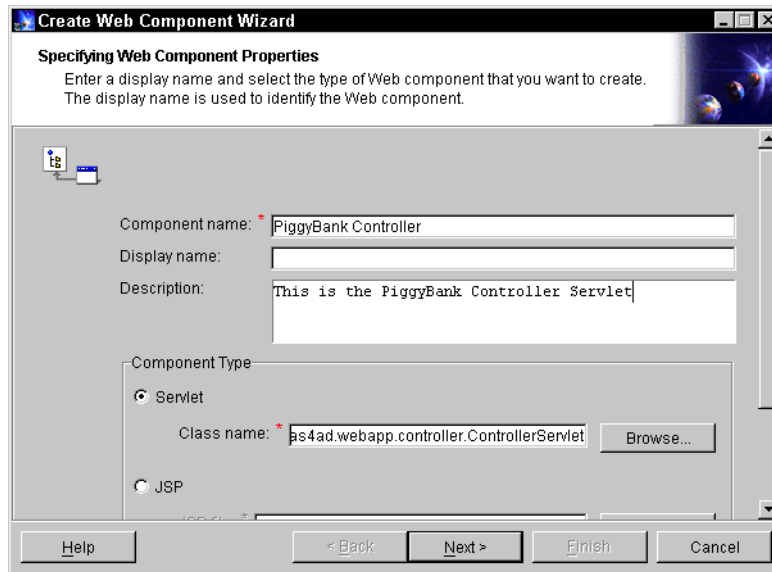 Create Web Component Wizard
Specifying Web Component Properties
Enter a display name and select the type of Web component that you want to create.
The display name is used to identify the Web component.
Component name: * PiggyBank Controller
Display name:
Description: This is the PiggyBank Controller Servlet
Component Type
Servlet
Class name: * as4ad.webapp.controller.ControllerServlet Browse...
JSP
Help < Back Next > Finish Cancel